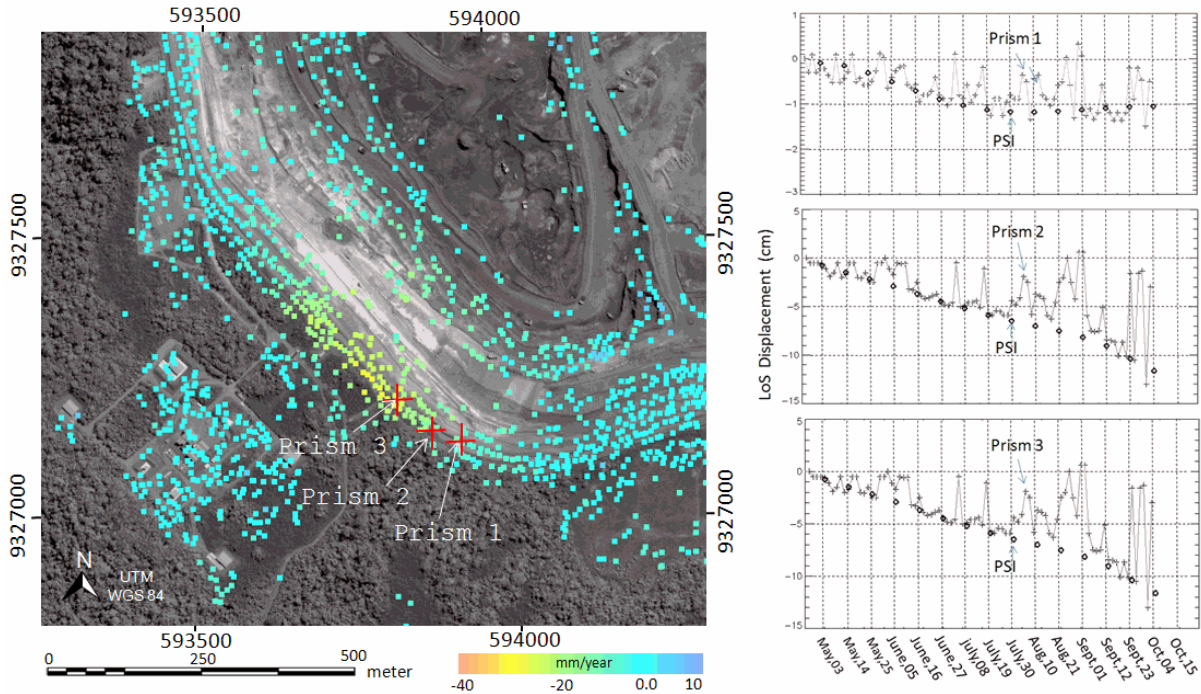 593500
594000
9327500
9327500
9327000
9327000
Prism 3
Prism 2
Prism 1
N
UTM
WGS 84
593500
594000
0
250
500
meter
mm/year
-40
-20
0.0
10
LoS Displacement (cm)
1
0
-1
-2
-3
Prism 1
PSI
5
0
-5
-10
-15
Prism 2
PSI
5
0
-5
-10
-15
Prism 3
PSI
May,03
May,14
May,25
June,05
June,16
June,27
July,08
July,19
July,30
Aug,10
Aug,21
Sept,01
Sept,12
Sept,23
Oct,04
Oct,15